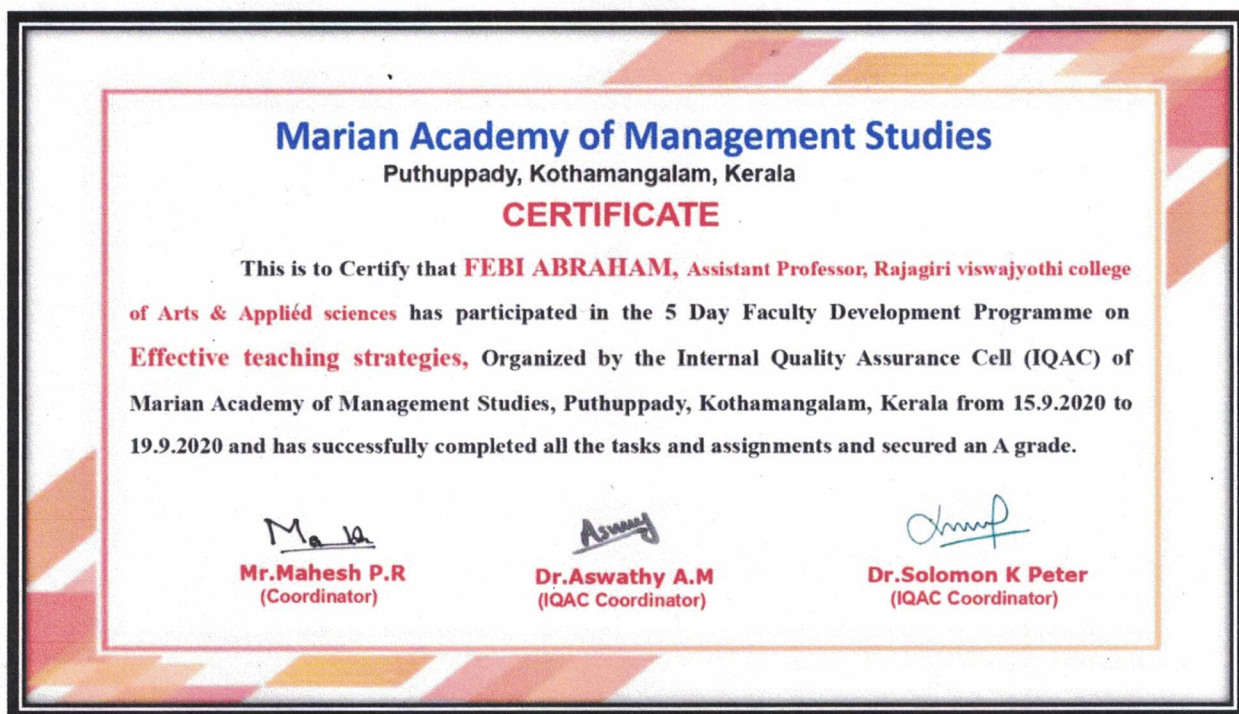 Marian Academy of Management Studies
Puthuppady, Kothamangalam, Kerala
CERTIFICATE
This is to Certify that FEBI ABRAHAM, Assistant Professor, Rajagiri viswajyothi college
of Arts & Applied sciences has participated in the 5 Day Faculty Development Programme on
Effective teaching strategies, Organized by the Internal Quality Assurance Cell (IQAC) of
Marian Academy of Management Studies, Puthuppady, Kothamangalam, Kerala from 15.9.2020 to
19.9.2020 and has successfully completed all the tasks and assignments and secured an A grade.
Mr.Mahesh P.R Dr.Aswathy A.M Dr.Solomon K Peter
(Coordinator) (IQAC Coordinator) (IQAC Coordinator)